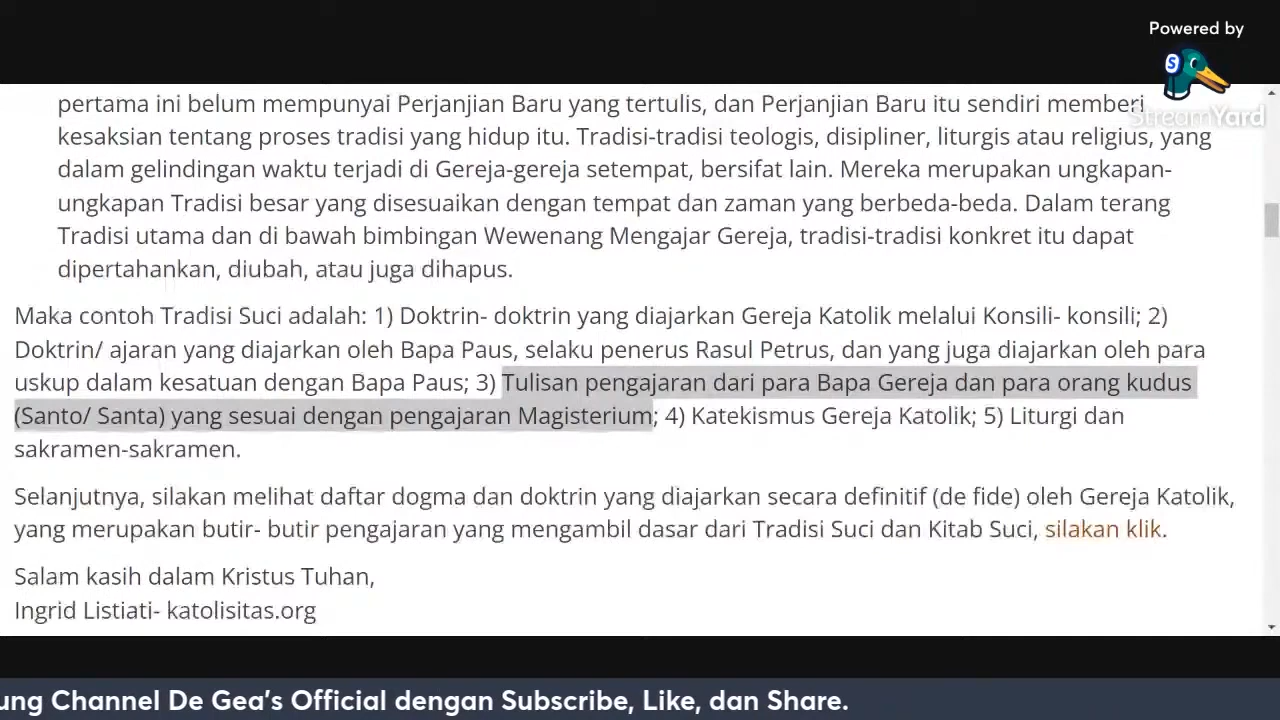 Powered by
S
StreamYard
pertama ini belum mempunyai Perjanjian Baru yang tertulis, dan Perjanjian Baru itu sendiri memberi
kesaksian tentang proses tradisi yang hidup itu. Tradisi-tradisi teologis, disipliner, liturgis atau religius, yang
dalam gelindingan waktu terjadi di Gereja-gereja setempat, bersifat lain. Mereka merupakan ungkapan-
ungkapan Tradisi besar yang disesuaikan dengan tempat dan zaman yang berbeda-beda. Dalam terang
Tradisi utama dan di bawah bimbingan Wewenang Mengajar Gereja, tradisi-tradisi konkret itu dapat
dipertahankan, diubah, atau juga dihapus.
Maka contoh Tradisi Suci adalah: 1) Doktrin- doktrin yang diajarkan Gereja Katolik melalui Konsili- konsili; 2)
Doktrin/ ajaran yang diajarkan oleh Bapa Paus, selaku penerus Rasul Petrus, dan yang juga diajarkan oleh para
uskup dalam kesatuan dengan Bapa Paus; 3) Tulisan pengajaran dari para Bapa Gereja dan para orang kudus
(Santo/ Santa) yang sesuai dengan pengajaran Magisterium; 4) Katekismus Gereja Katolik; 5) Liturgi dan
sakramen-sakramen.
Selanjutnya, silakan melihat daftar dogma dan doktrin yang diajarkan secara definitif (de fide) oleh Gereja Katolik,
yang merupakan butir- butir pengajaran yang mengambil dasar dari Tradisi Suci dan Kitab Suci, silakan klik.
Salam kasih dalam Kristus Tuhan,
Ingrid Listiati- katolisitas.org
ung Channel De Gea's Official dengan Subscribe, Like, dan Share.